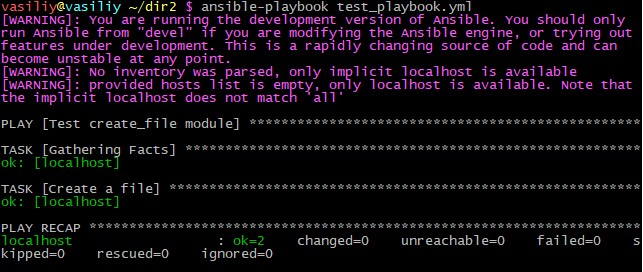 vasiliy@vasiliy ~/dir2 $ ansible-playbook test_playbook.yml
[WARNING]: You are running the development version of Ansible. You should only
run Ansible from "devel" if you are modifying the Ansible engine, or trying out
features under development. This is a rapidly changing source of code and can
become unstable at any point.
[WARNING]: No inventory was parsed, only implicit localhost is available
[WARNING]: provided hosts list is empty, only localhost is available. Note that
the implicit localhost does not match 'all'
PLAY [Test create_file module] *************************************************
TASK [Gathering Facts] *********************************************************
ok: [localhost]
TASK [Create a file] ***********************************************************
ok: [localhost]
PLAY RECAP *********************************************************************
localhost                  : ok=2    changed=0    unreachable=0    failed=0    s
kipped=0    rescued=0    ignored=0